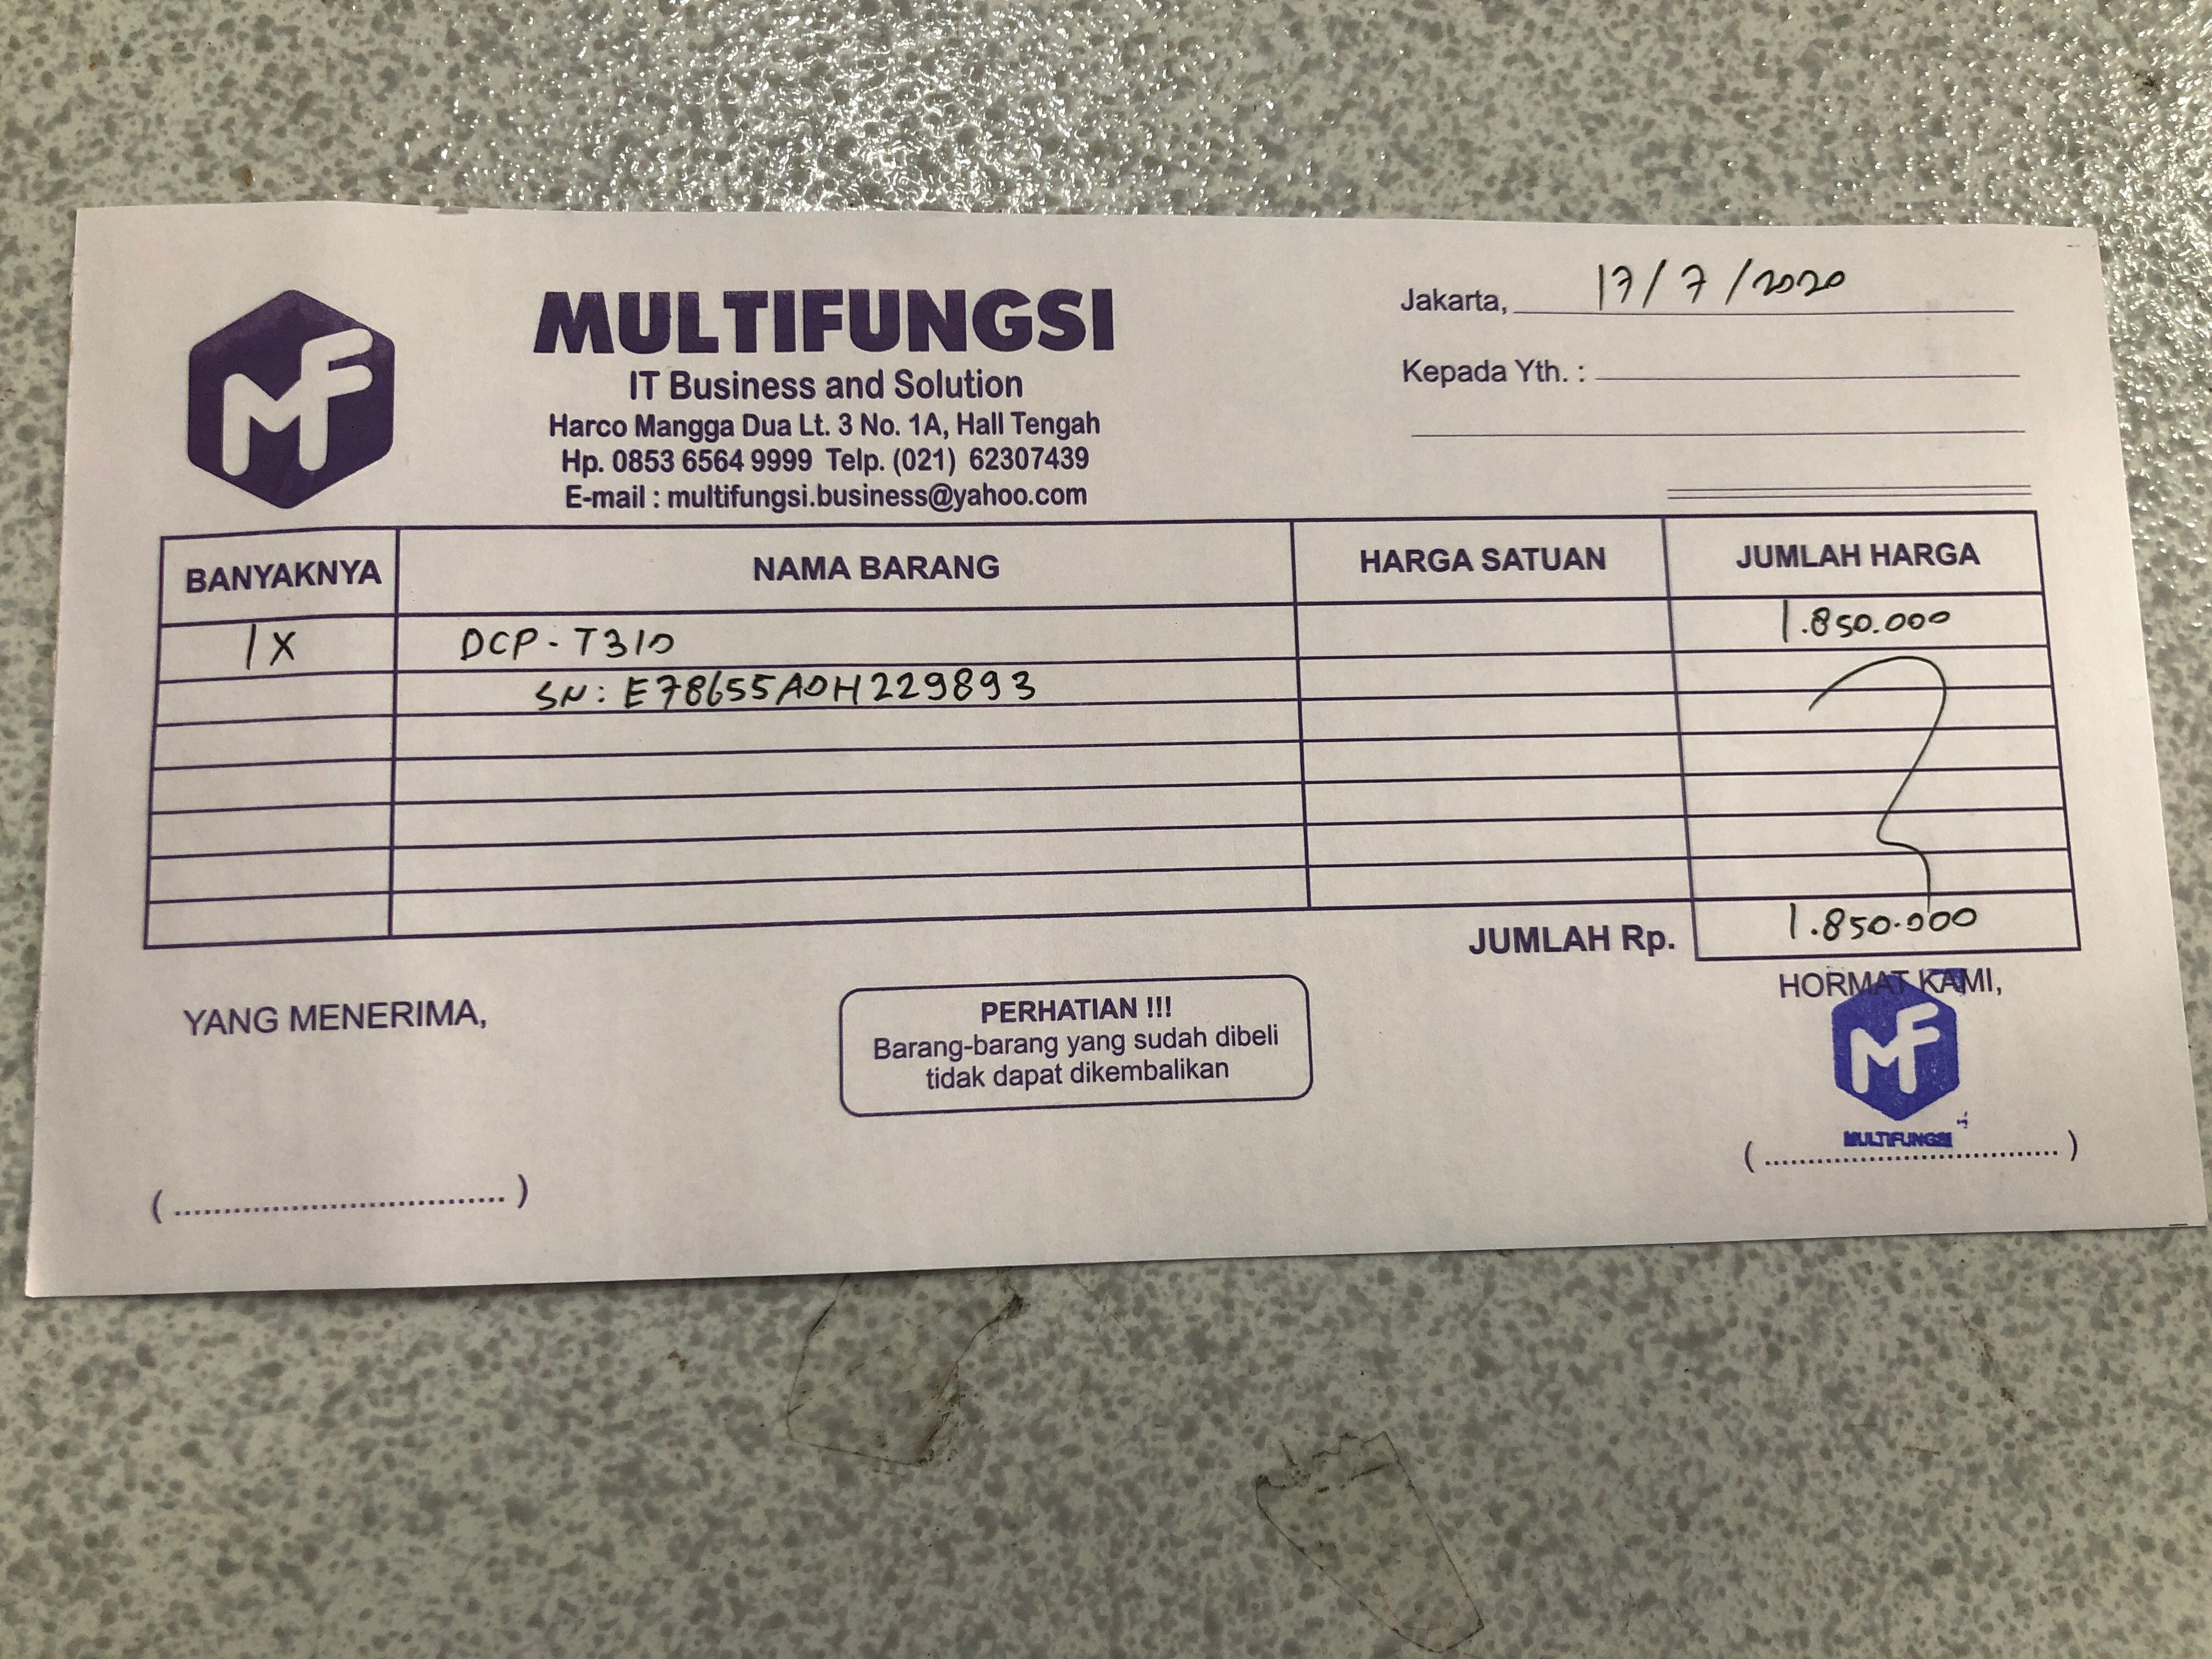 MF
MULTIFUNGSI
IT Business and Solution
Harco Mangga Dua Lt. 3 No. 1A, Hall Tengah
Hp. 0853 6564 9999 Telp. (021) 62307439
E-mail : multifungsi.business@yahoo.com
Jakarta, 17/7/2020
Kepada Yth. :
BANYAKNYA NAMA BARANG HARGA SATUAN JUMLAH HARGA
1X DCP-T310 1.850.000
SN: E78655A0H229893
JUMLAH Rp. 1.850.000
YANG MENERIMA,
PERHATIAN !!!
Barang-barang yang sudah dibeli
tidak dapat dikembalikan
HORMAT KAMI,
MF
MULTIFUNGSI
(....................................)
(....................................)